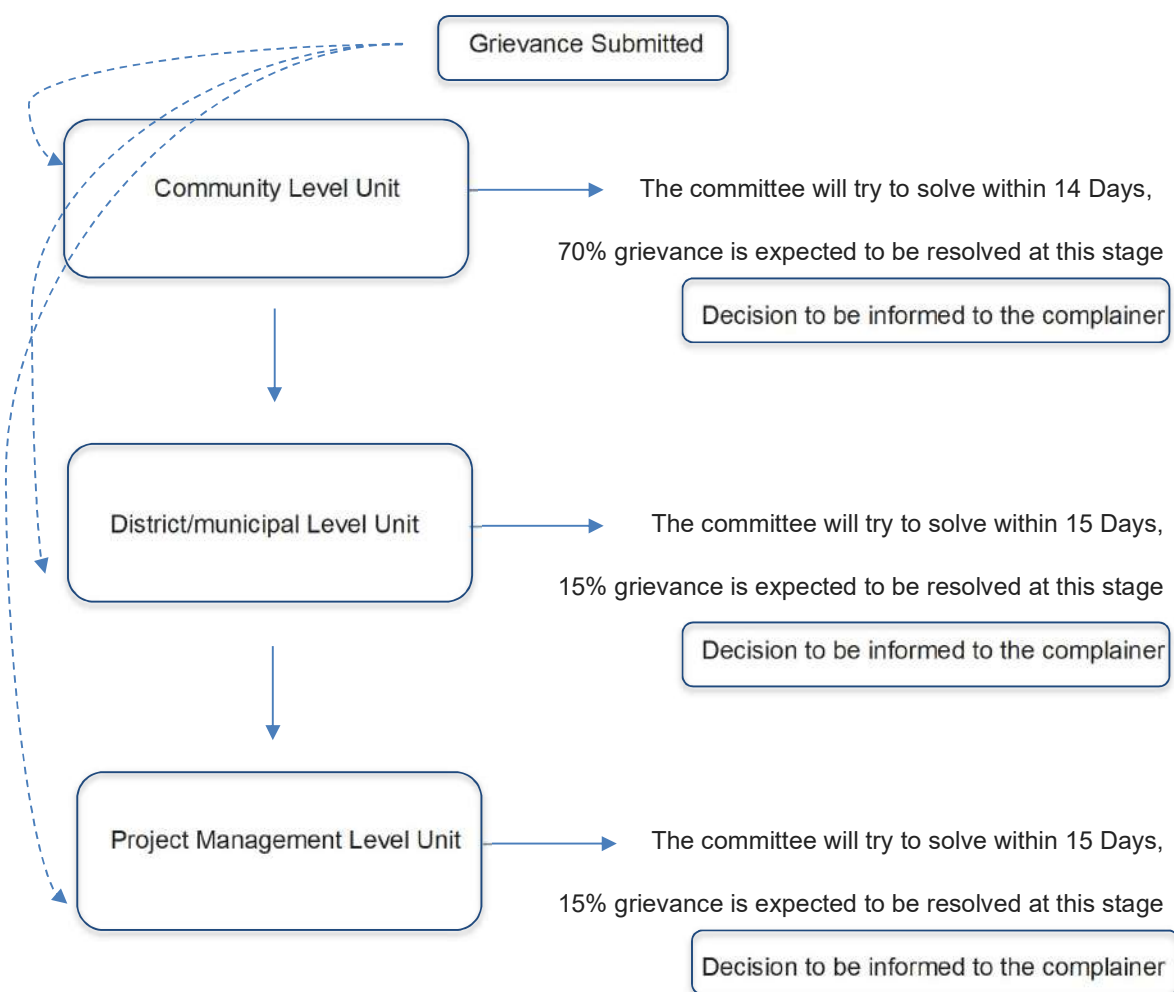 Grievance Submitted
Community Level Unit
The committee will try to solve within 14 Days,
70% grievance is expected to be resolved at this stage
Decision to be informed to the complainer
District/municipal Level Unit
The committee will try to solve within 15 Days,
15% grievance is expected to be resolved at this stage
Decision to be informed to the complainer
Project Management Level Unit
The committee will try to solve within 15 Days,
15% grievance is expected to be resolved at this stage
Decision to be informed to the complainer